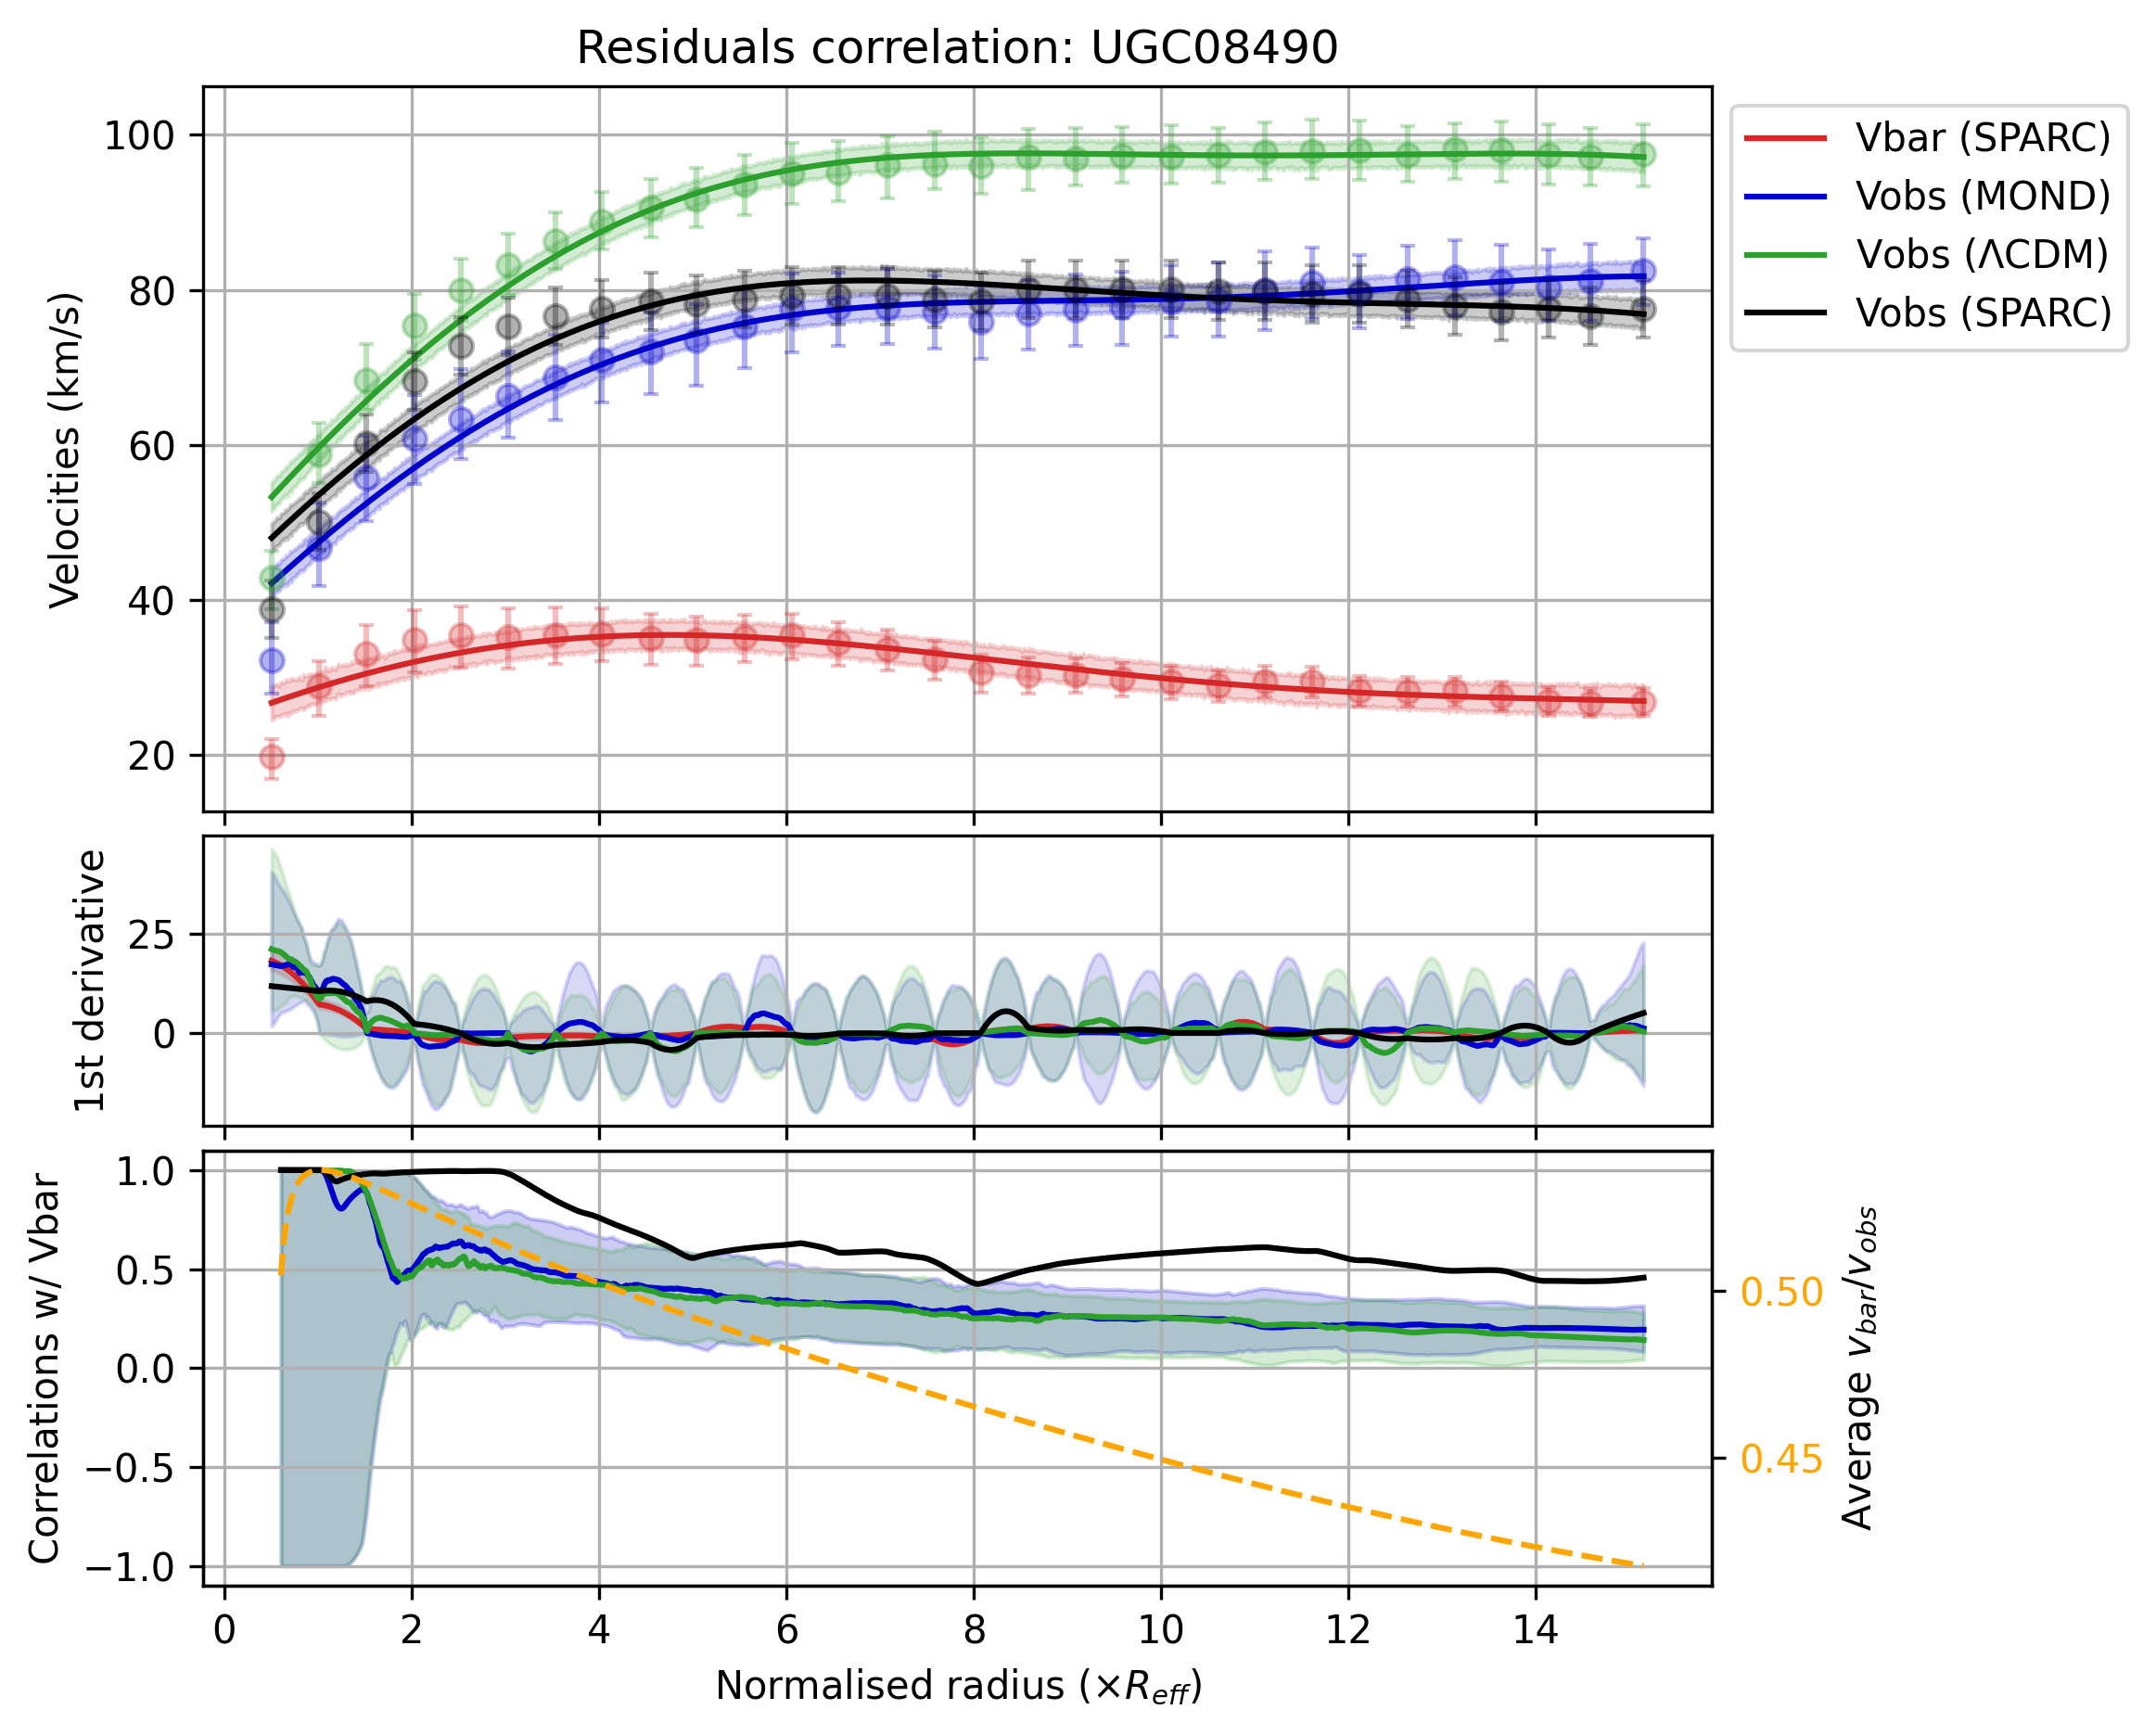 Residuals correlation: UGC08490
Velocities (km/s)
100
80
60
40
20
Vbar (SPARC)
Vobs (MOND)
Vobs (ΛCDM)
Vobs (SPARC)
1st derivative
25
0
Correlations w/ Vbar
1.0
0.5
0.0
−0.5
−1.0
0.50
0.45
Average v_bar/v_obs
0 2 4 6 8 10 12 14
Normalised radius (×R_eff)